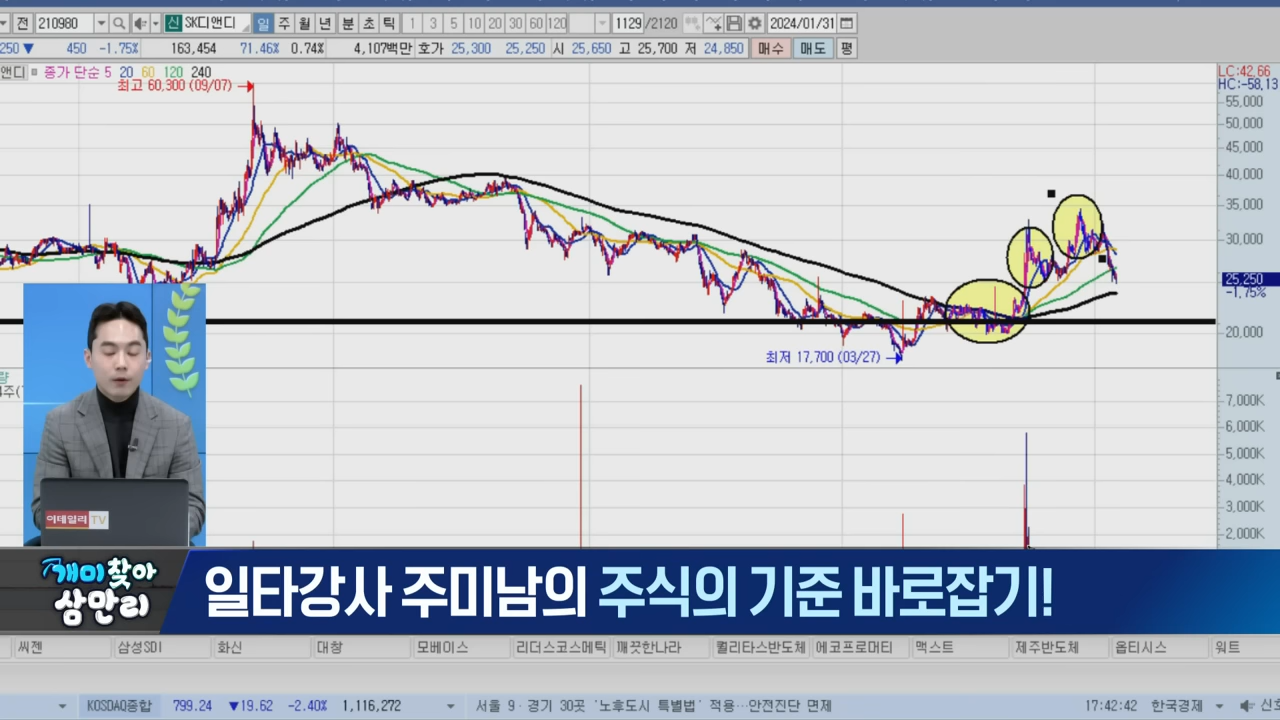 전 210980 신 SK디앤디 일 주 월 년 분 초 틱 1 3 5 10 20 30 60 120 1129 /2120 2024/01/31
250 ▼ 450 -1.75% 163,454 71.46% 0.74% 4,107백만 호가 25,300 25,250 시 25,650 고 25,700 저 24,850 매수 매도 평
앤디 종가 단순 5 20 60 120 240
최고 60,300 (09/07)
LC:42,66
HC:-58,13
55,000
50,000
45,000
40,000
35,000
30,000
25,250
-1.75%
20,000
최저 17,700 (03/27)
7,000K
6,000K
5,000K
4,000K
3,000K
2,000K
이데일리 TV
개미찾아
삼만리
일타강사 주미남의 주식의 기준 바로잡기!
씨젠 삼성SDI 화신 대창 모베이스 리더스코스메틱 깨끗한나라 퀄리타스반도체 에코프로머티 맥스트 제주반도체 옵티시스 워트
KOSDAQ종합 799.24 ▼19.62 -2.40% 1,116,272 서울 9·경기 30곳 '노후도시 특별법' 적용…안전진단 면제 17:42:42 한국경제